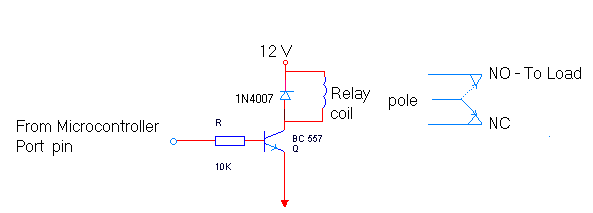 12 V
NO - To Load
1N4007
Relay
coil
pole
NC
From Microcontroller
Port pin
R
BC 557
Q
10K